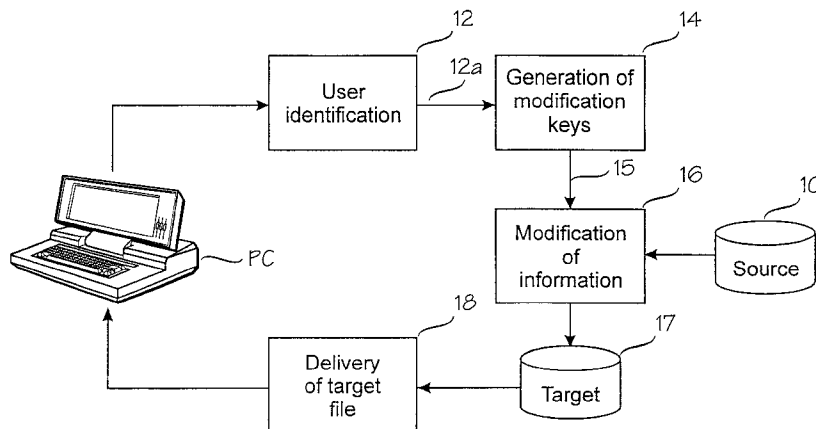 12
14
User
identification
12a
Generation of
modification
keys
15
16
10
PC
Modification
of
information
Source
18
17
Delivery
of target
file
Target